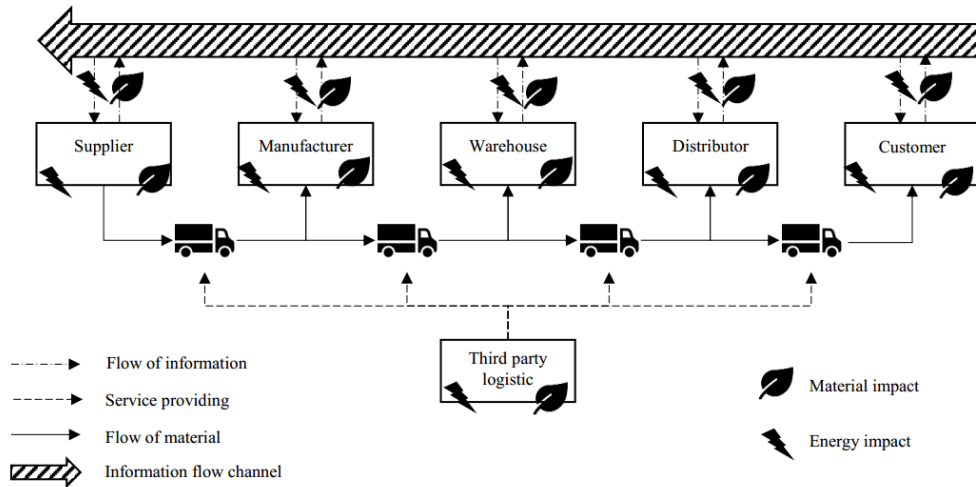 Supplier
Manufacturer
Warehouse
Distributor
Customer
Third party
logistic
Flow of information
Service providing
Flow of material
Information flow channel
Material impact
Energy impact